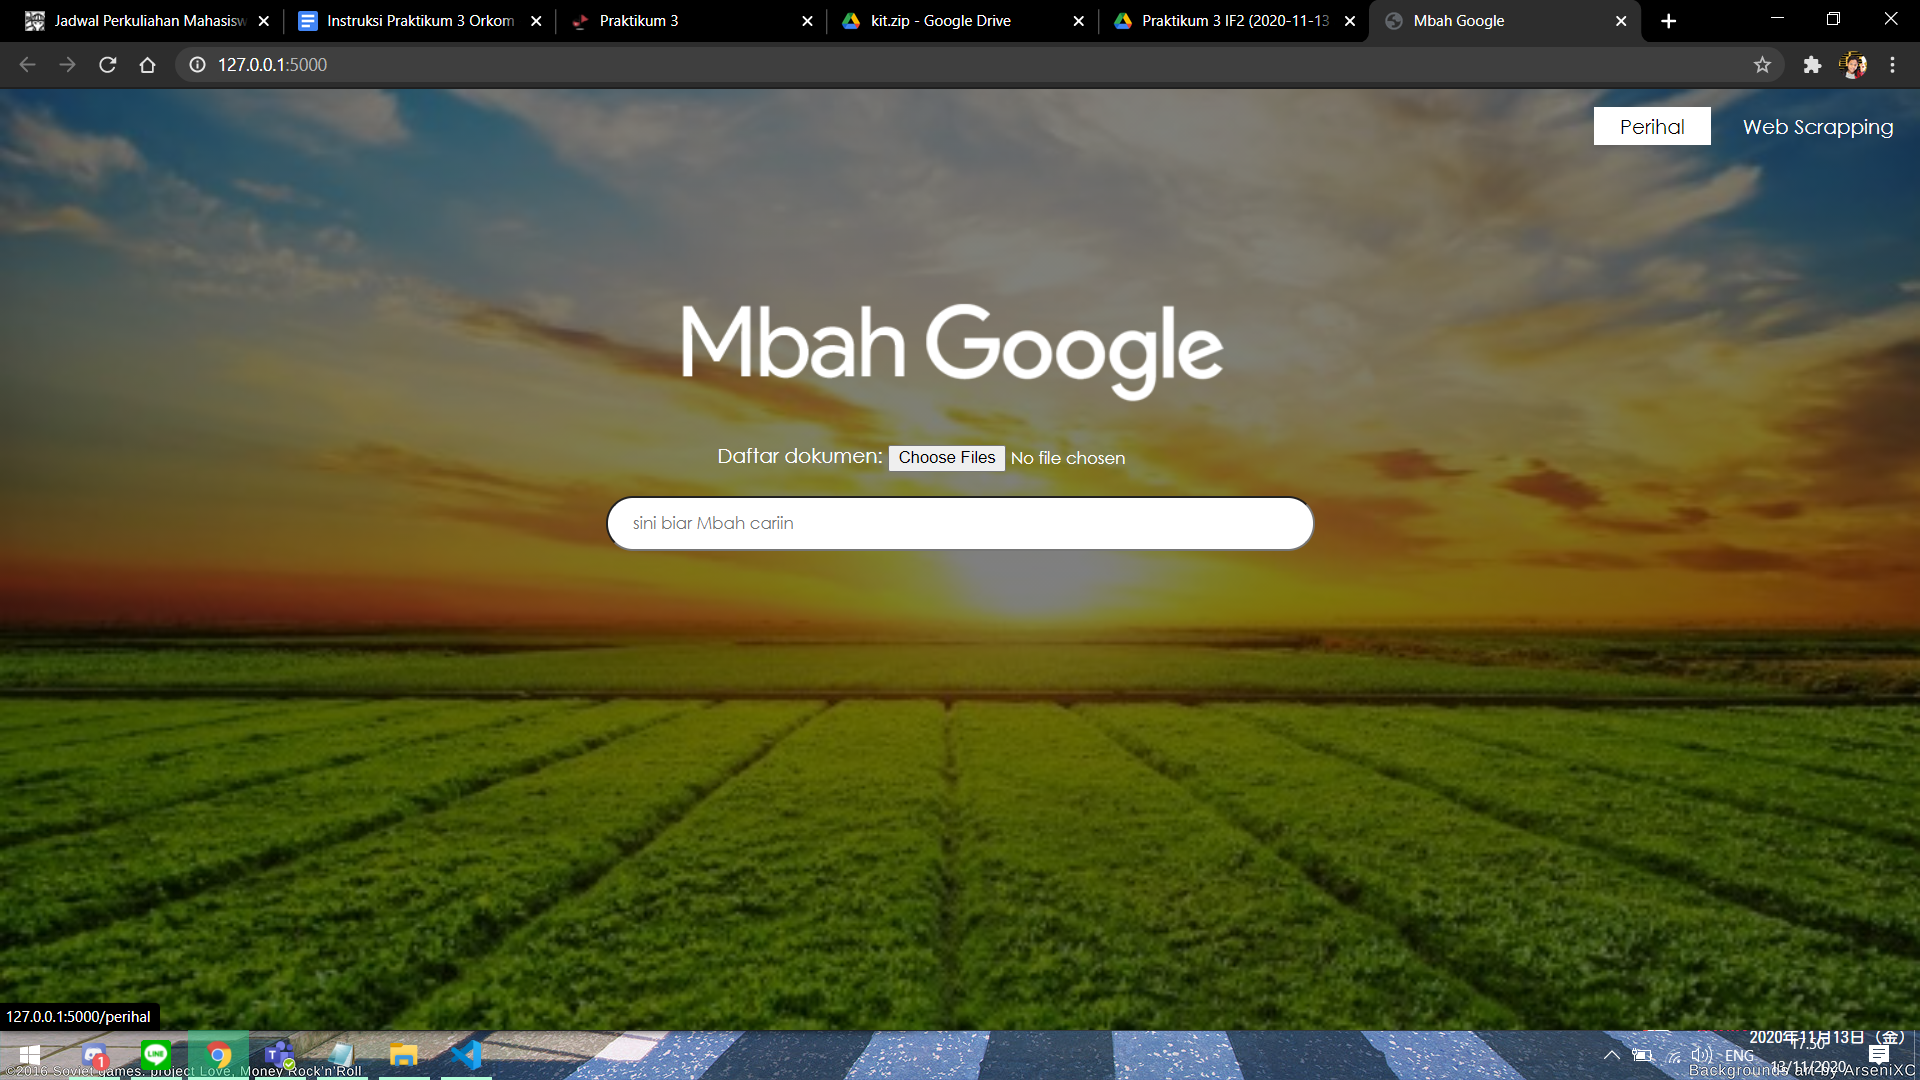 Jadwal Perkuliahan Mahasisw
Instruksi Praktikum 3 Orkom
Praktikum 3
kit.zip - Google Drive
Praktikum 3 IF2 (2020-11-13
Mbah Google
127.0.0.1:5000
Perihal
Web Scrapping
Mbah Google
Daftar dokumen: Choose Files No file chosen
sini biar Mbah cariin
127.0.0.1:5000/perihal
1
LINE
ENG
17.50
2020年11月13日（金）
13/11/2020
©2016 Soviet games. project Love, Money Rock'n'Roll
Backgrounds art by ArseniXC